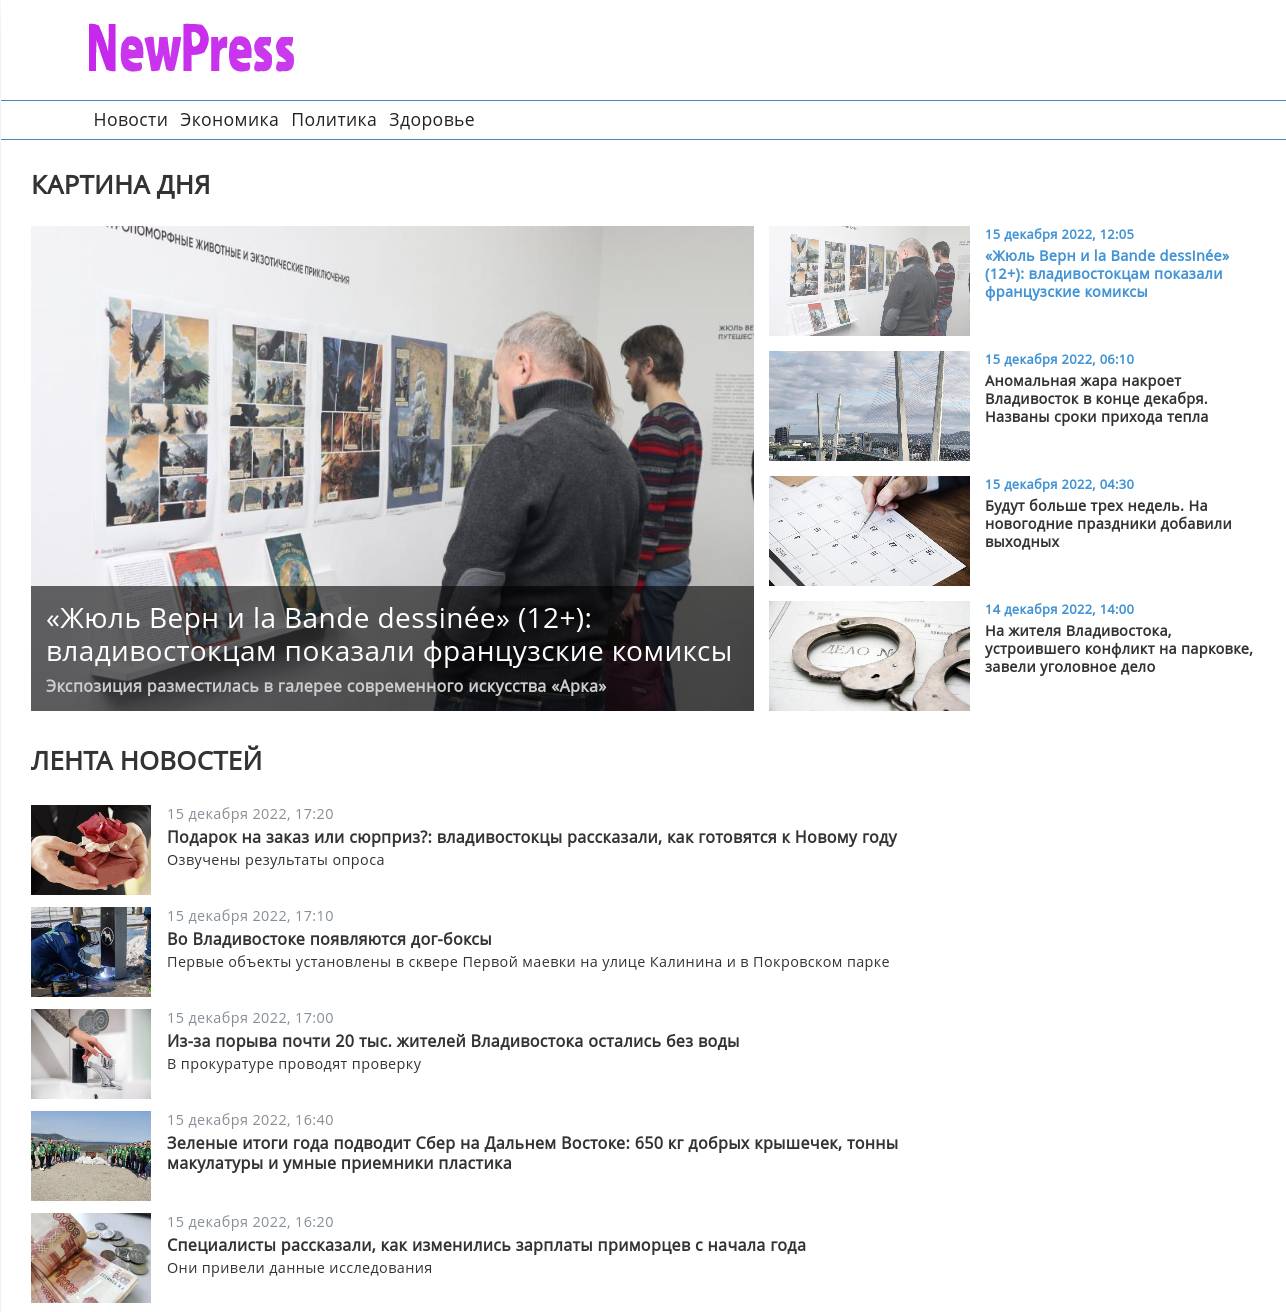 NewPress
Новости Экономика Политика Здоровье
КАРТИНА ДНЯ
ТРОПОМОРФНЫЕ ЖИВОТНЫЕ И ЭКЗОТИЧЕСКИЕ ПРИКЛЮЧЕНИЯ
«Жюль Верн и la Bande dessinée» (12+):
владивостокцам показали французские комиксы
Экспозиция разместилась в галерее современного искусства «Арка»
15 декабря 2022, 12:05
«Жюль Верн и la Bande dessinée»
(12+): владивостокцам показали
французские комиксы
15 декабря 2022, 06:10
Аномальная жара накроет
Владивосток в конце декабря.
Названы сроки прихода тепла
15 декабря 2022, 04:30
Будут больше трех недель. На
новогодние праздники добавили
выходных
ДЕЛО №
14 декабря 2022, 14:00
На жителя Владивостока,
устроившего конфликт на парковке,
завели уголовное дело
ЛЕНТА НОВОСТЕЙ
15 декабря 2022, 17:20
Подарок на заказ или сюрприз?: владивостокцы рассказали, как готовятся к Новому году
Озвучены результаты опроса
15 декабря 2022, 17:10
Во Владивостоке появляются дог-боксы
Первые объекты установлены в сквере Первой маевки на улице Калинина и в Покровском парке
15 декабря 2022, 17:00
Из-за порыва почти 20 тыс. жителей Владивостока остались без воды
В прокуратуре проводят проверку
15 декабря 2022, 16:40
Зеленые итоги года подводит Сбер на Дальнем Востоке: 650 кг добрых крышечек, тонны
макулатуры и умные приемники пластика
15 декабря 2022, 16:20
Специалисты рассказали, как изменились зарплаты приморцев с начала года
Они привели данные исследования